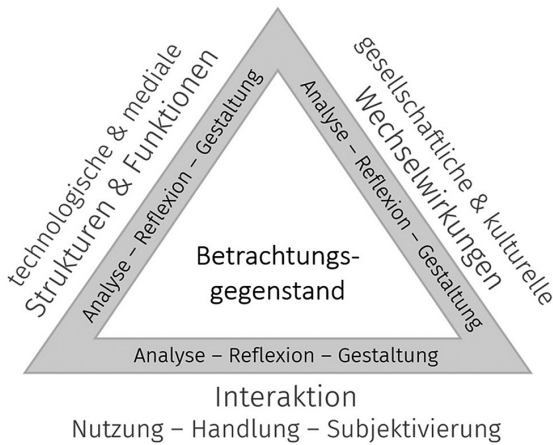 technologische & mediale
Strukturen & Funktionen
Analyse – Reflexion – Gestaltung
gesellschaftliche & kulturelle
Wechselwirkungen
Analyse – Reflexion – Gestaltung
Betrachtungs-
gegenstand
Analyse – Reflexion – Gestaltung
Interaktion
Nutzung – Handlung – Subjektivierung